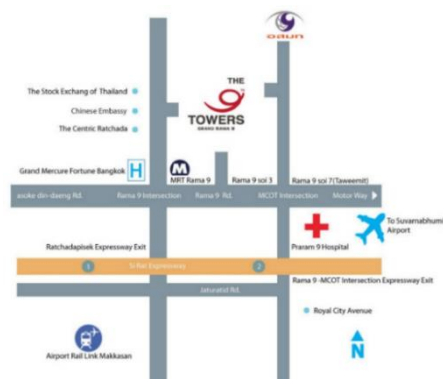 odun
THE
9
TOWERS
GRAND RAMA 9
The Stock Exchang of Thailand
Chinese Embassy
The Centric Ratchada
Grand Mercure Fortune Bangkok
H
M
MRT Rama 9
Rama 9 soi 3
Rama 9 soi 7(Taweemit)
asoke din-daeng Rd.
Rama 9 Intersection
Rama 9 Rd.
MCOT Intersection
Motor Way
To Suvarnabhumi
Airport
Praram 9 Hospital
Ratchadapisek Expressway Exit
1
Si Rat Expressway
2
Rama 9 -MCOT Intersection Expressway Exit
Jaturatid Rd.
Royal City Avenue
Airport Rail Link Makkasan
N